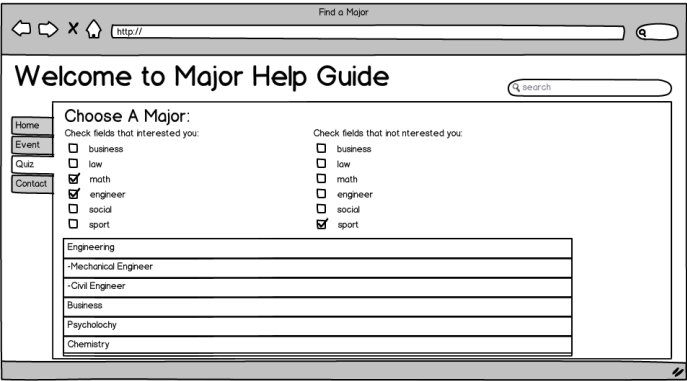 Find a Major
http://
Welcome to Major Help Guide
search
Home
Event
Quiz
Contact
Choose A Major:
Check fields that interested you:
business
law
math
engineer
social
sport
Check fields that inot nterested you:
business
law
math
engineer
social
sport
Engineering
-Mechanical Engineer
-Civil Engineer
Business
Psycholochy
Chemistry